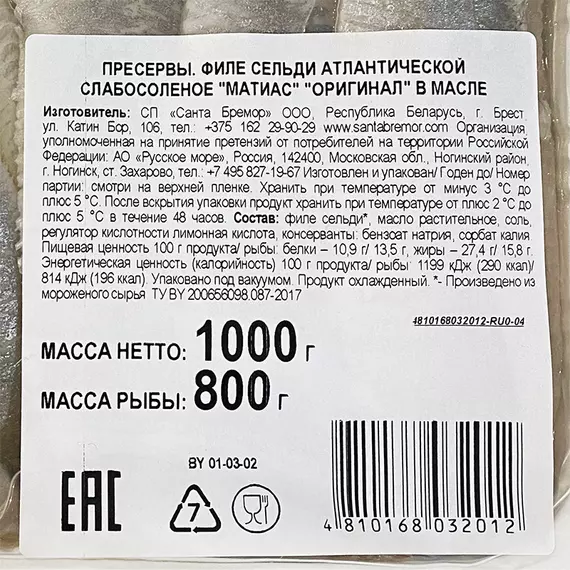 ПРЕСЕРВЫ. ФИЛЕ СЕЛЬДИ АТЛАНТИЧЕСКОЙ
СЛАБОСОЛЕНОЕ "МАТИАС" "ОРИГИНАЛ" В МАСЛЕ
Изготовитель: СП «Санта Бремор» ООО, Республика Беларусь, г. Брест,
ул. Катин Бор, 106, тел.: +375 162 29-90-29 www.santabremor.com Организация,
уполномоченная на принятие претензий от потребителей на территории Российской
Федерации: АО «Русское море», Россия, 142400, Московская обл., Ногинский район,
г. Ногинск, ст. Захарово, тел.:+7 495 827-19-67 Изготовлен и упакован/ Годен до/ Номер
партии: смотри на верхней пленке. Хранить при температуре от минус 3 °С до
плюс 5 °С. После вскрытия упаковки продукт хранить при температуре от плюс 2 °С до
плюс 5 °С в течение 48 часов. Состав: филе сельди*, масло растительное, соль,
регулятор кислотности лимонная кислота, консерванты: бензоат натрия, сорбат калия.
Пищевая ценность 100 г продукта/ рыбы: белки – 10,9 г/ 13,5 г, жиры – 27,4 г/ 15,8 г.
Энергетическая ценность (калорийность) 100 г продукта/ рыбы: 1199 кДж (290 ккал)/
814 кДж (196 ккал). Упаковано под вакуумом. Продукт охлажденный. *- Произведено из
мороженого сырья ТУ BY 200656098.087-2017
4810168032012-RU0-04
МАССА НЕТТО: 1000 г
МАССА РЫБЫ: 800 г
BY 01-03-02
EAC
7
4 810168 032012